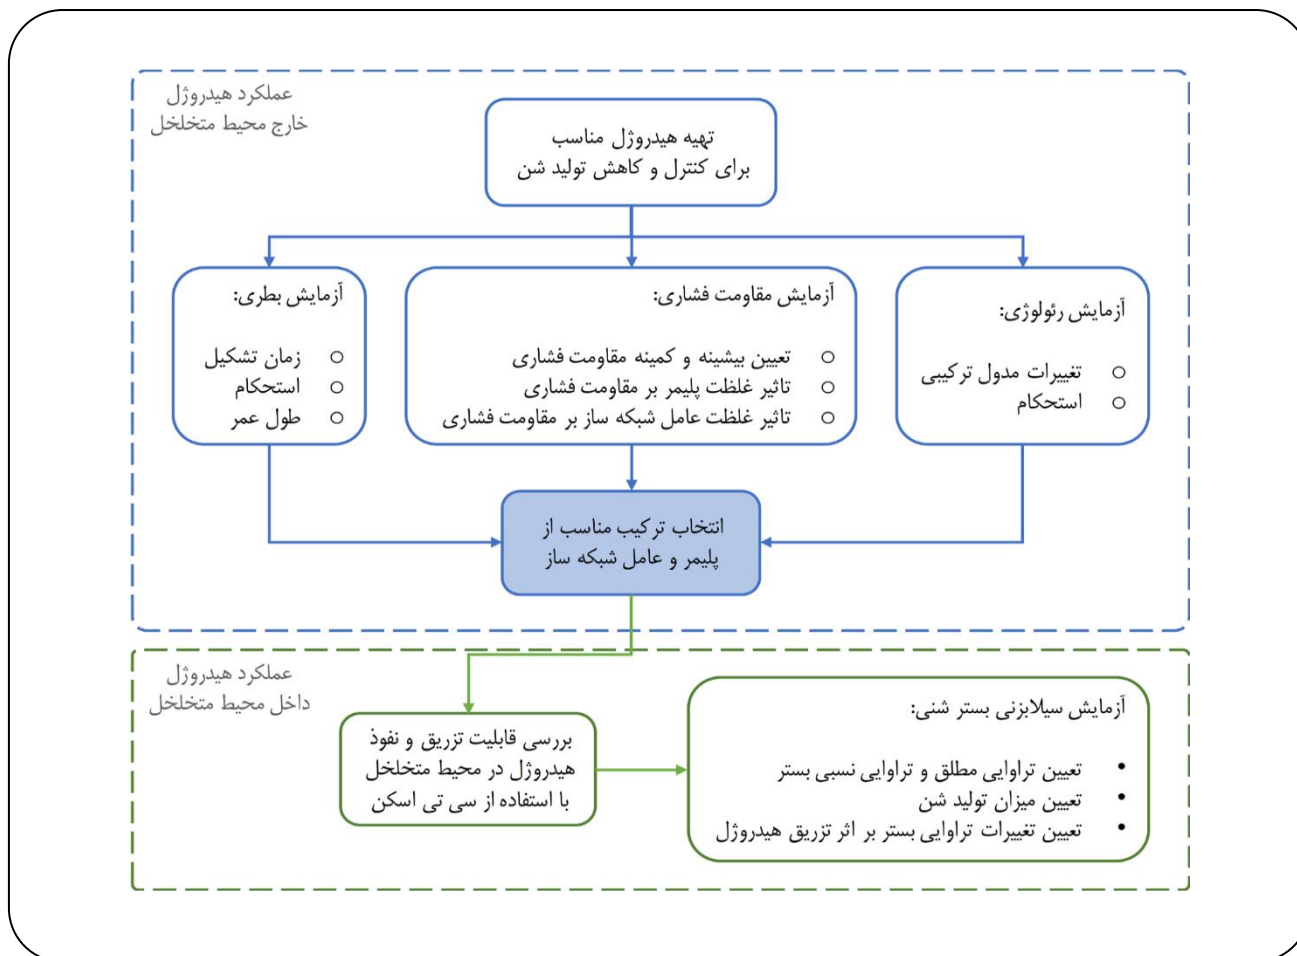 عملکرد هیدروژل
خارج محیط متخلخل
تهیه هیدروژل مناسب
برای کنترل و کاهش تولید شن
آزمایش رئولوژی:
○ تغییرات مدول ترکیبی
○ استحکام
آزمایش مقاومت فشاری:
○ تعیین بیشینه و کمینه مقاومت فشاری
○ تاثیر غلظت پلیمر بر مقاومت فشاری
○ تاثیر غلظت عامل شبکه ساز بر مقاومت فشاری
آزمایش بطری:
○ زمان تشکیل
○ استحکام
○ طول عمر
انتخاب ترکیب مناسب از
پلیمر و عامل شبکه ساز
عملکرد هیدروژل
داخل محیط متخلخل
بررسی قابلیت تزریق و نفوذ
هیدروژل در محیط متخلخل
با استفاده از سی تی اسکن
آزمایش سیلابزنی بستر شنی:
• تعیین تراوایی مطلق و تراوایی نسبی بستر
• تعیین میزان تولید شن
• تعیین تغییرات تراوایی بستر بر اثر تزریق هیدروژل